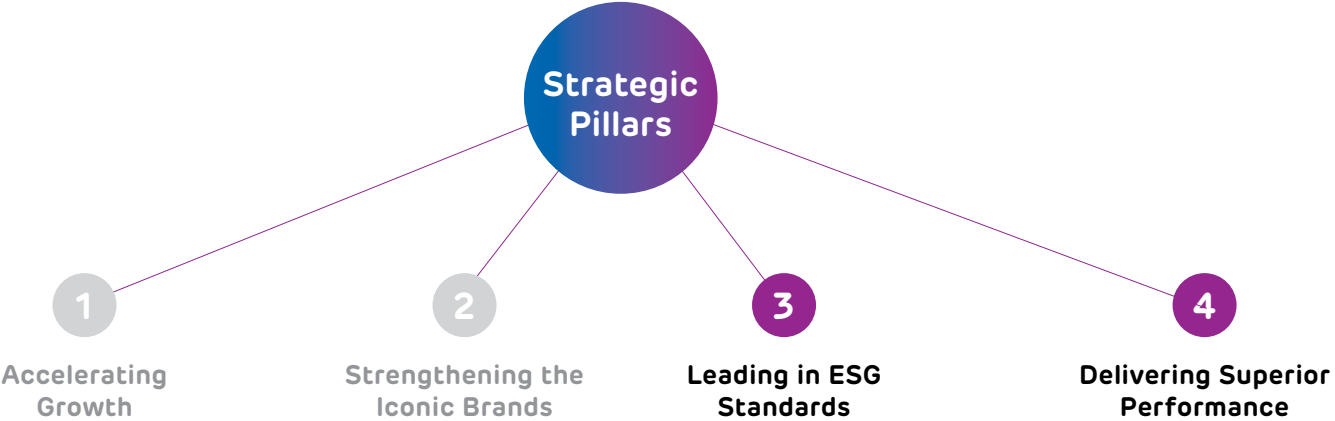 Strategic
Pillars
1
2
3
4
Accelerating
Growth
Strengthening the
Iconic Brands
Leading in ESG
Standards
Delivering Superior
Performance